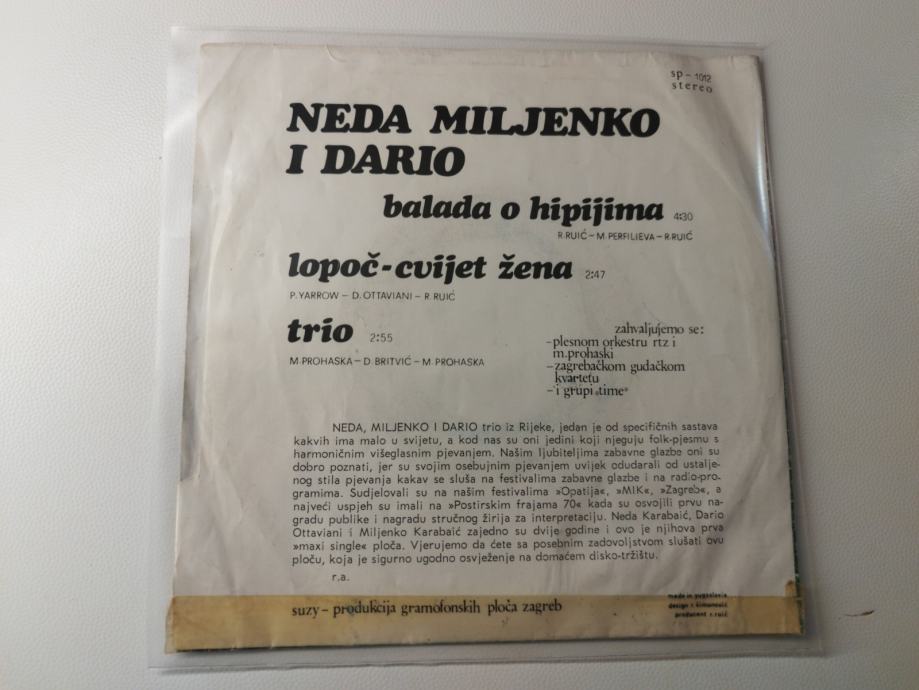 sp - 1012
stereo
NEDA MILJENKO
I DARIO
balada o hipijima 4:30
R.RUIĆ – M.PERFILIEVA – R.RUIĆ
lopoč-cvijet žena 2:47
P.YARROW – D.OTTAVIANI – R.RUIĆ
trio 2:55
M.PROHASKA – D.BRITVIĆ – M.PROHASKA
zahvaljujemo se:
-plesnom orkestru rtz i
m.prohaski
-zagrebačkom gudačkom
kvartetu
-i grupi „time"
NEDA, MILJENKO I DARIO trio iz Rijeke, jedan je od specifičnih sastava
kakvih ima malo u svijetu, a kod nas su oni jedini koji njeguju folk-pjesmu s
harmoničnim višeglasnim pjevanjem. Našim ljubiteljima zabavne glazbe oni su
dobro poznati, jer su svojim osebujnim pjevanjem uvijek odudarali od ustalje-
nog stila pjevanja kakav se sluša na festivalima zabavne glazbe i na radio-pro-
gramima. Sudjelovali su na našim festivalima »Opatija«, »MIK«, »Zagreb«, a
najveći uspjeh su imali na »Postirskim frajama 70« kada su osvojili prvu na-
gradu publike i nagradu stručnog žirija za interpretaciju. Neda Karabaić, Dario
Ottaviani i Miljenko Karabaić zajedno su dvije godine i ovo je njihova prva
»maxi single« ploča. Vjerujemo da ćete sa posebnim zadovoljstvom slušati ovu
ploču, koja je sigurno ugodno osvježenje na domaćem disko-tržištu.
r.a.
suzy – produkcija gramofonskih ploča zagreb
made in yugoslavia
design r. šimunović
producent r. ruić